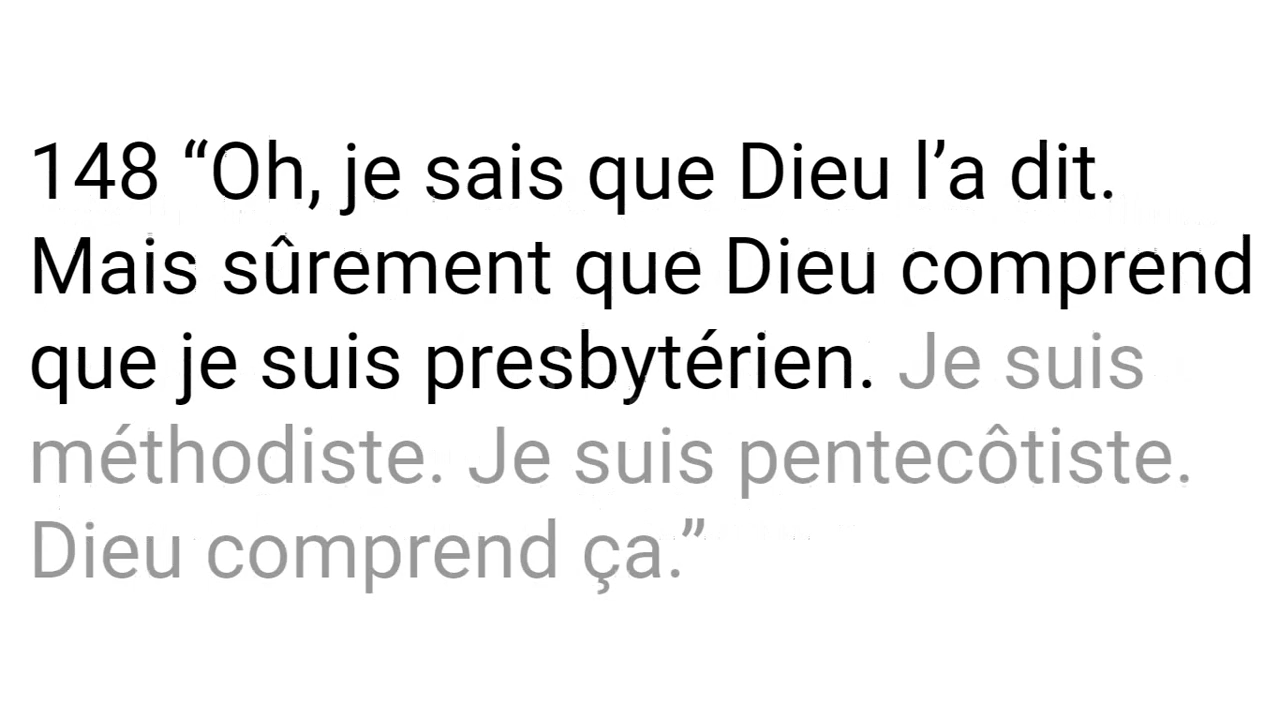 148 “Oh, je sais que Dieu l’a dit.
Mais sûrement que Dieu comprend
que je suis presbytérien. Je suis
méthodiste. Je suis pentecôtiste.
Dieu comprend ça.”